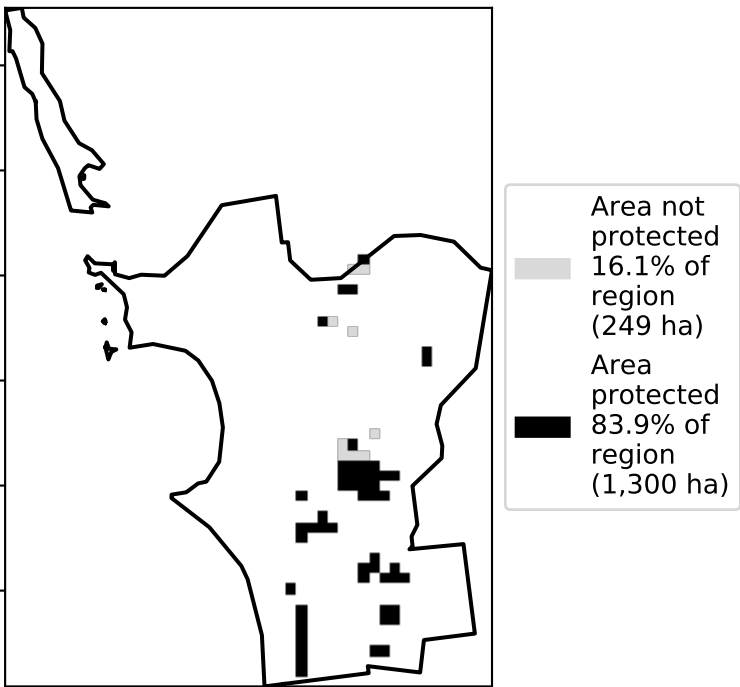 Area not
protected
16.1% of
region
(249 ha)
Area
protected
83.9% of
region
(1,300 ha)